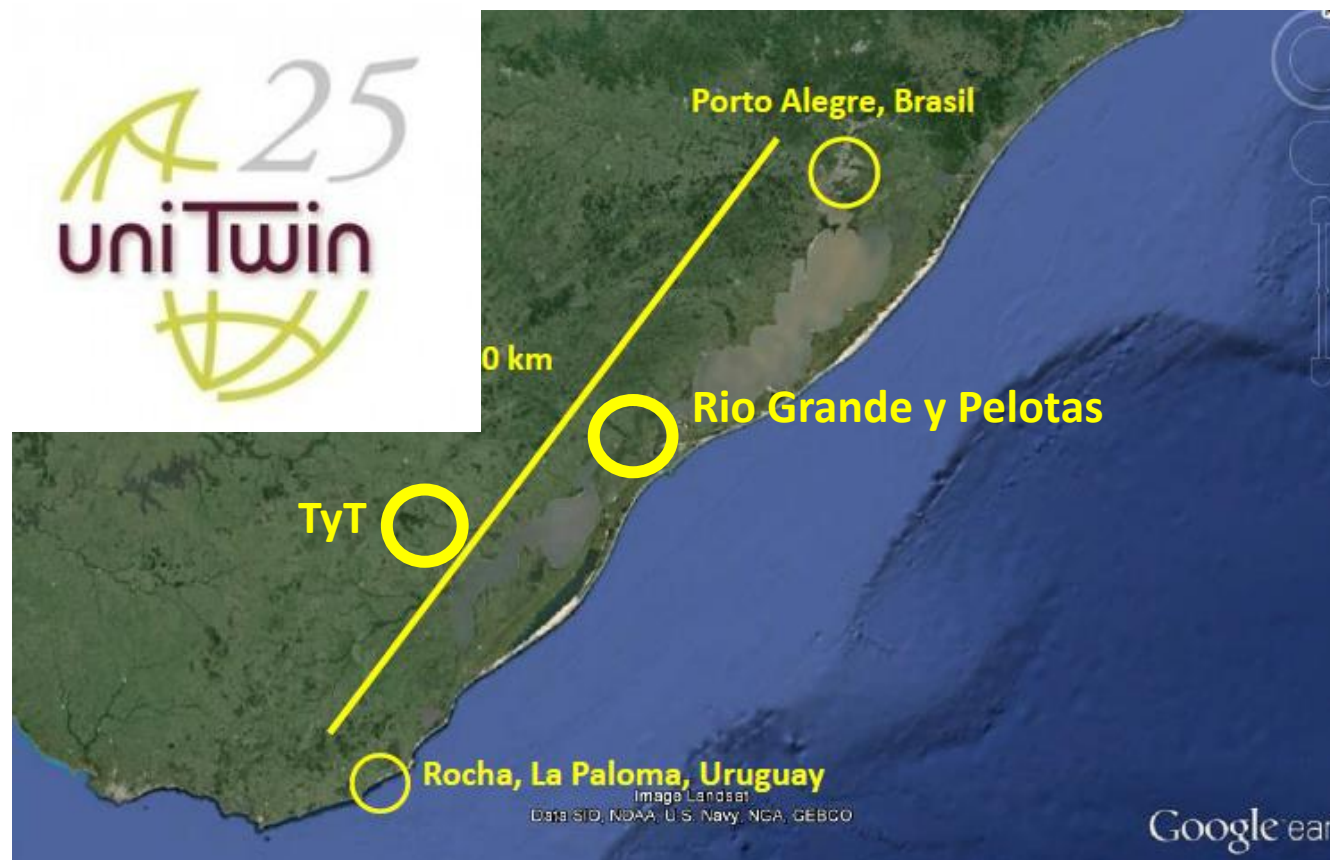 25
uniTwin
Porto Alegre, Brasil
0 km
Rio Grande y Pelotas
TyT
Rocha, La Paloma, Uruguay
Image Landsat
Data SIO, NOAA, U.S. Navy, NGA, GEBCO
Google ear